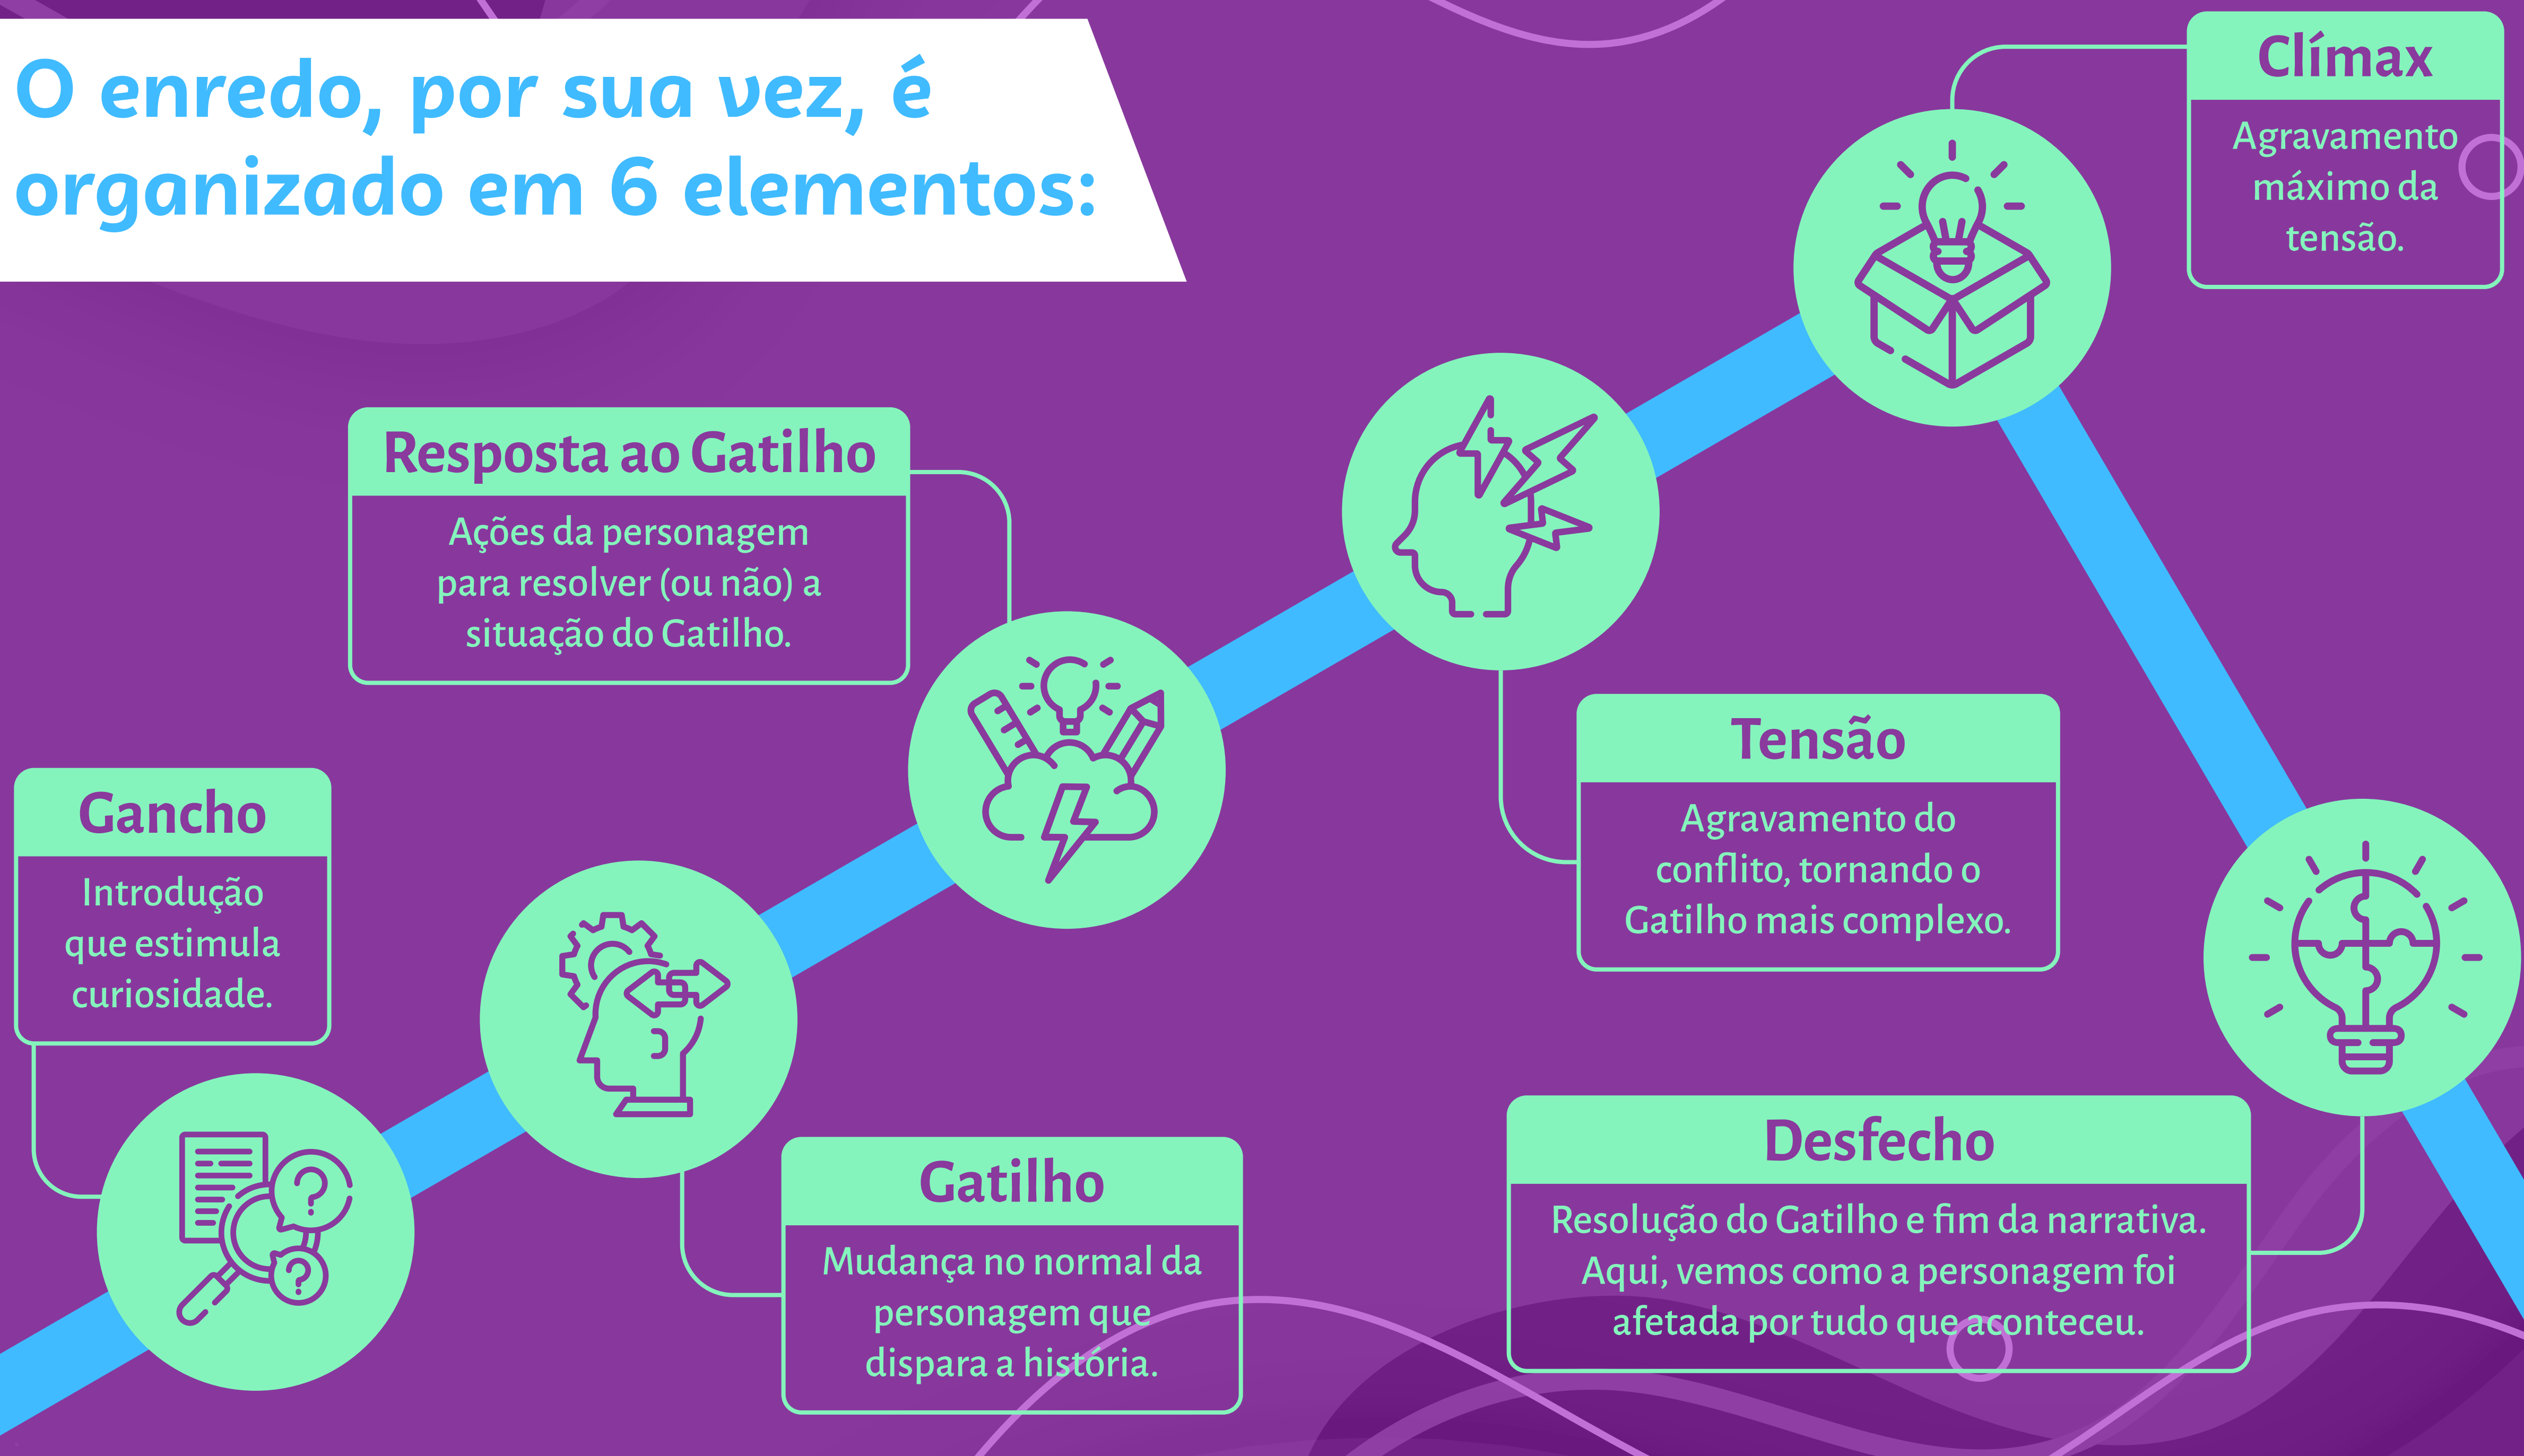 O enredo, por sua vez, é
organizado em 6 elementos:
Gancho
Introdução
que estimula
curiosidade.
Gatilho
Mudança no normal da
personagem que
dispara a história.
Resposta ao Gatilho
Ações da personagem
para resolver (ou não) a
situação do Gatilho.
Tensão
Agravamento do
conflito, tornando o
Gatilho mais complexo.
Clímax
Agravamento
máximo da
tensão.
Desfecho
Resolução do Gatilho e fim da narrativa.
Aqui, vemos como a personagem foi
afetada por tudo que aconteceu.